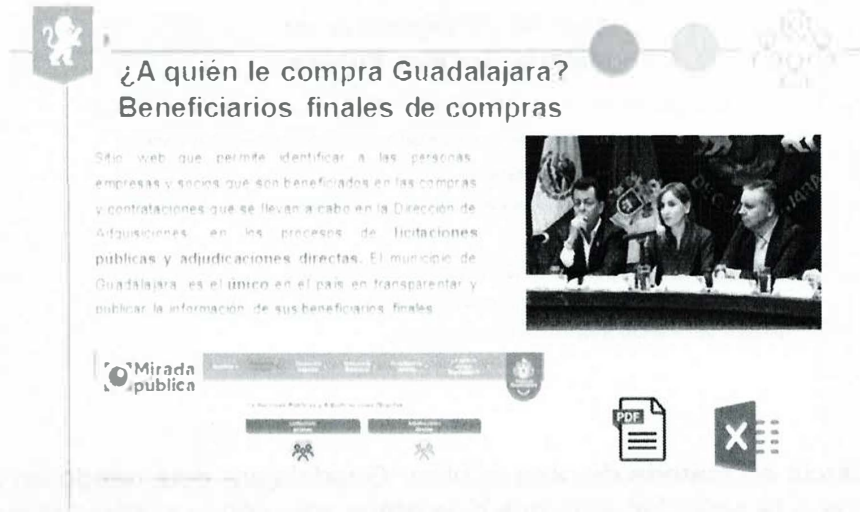 ¿A quién le compra Guadalajara?
Beneficiarios finales de compras
Sitio web que permite identificar a las personas,
empresas y socios que son beneficiados en las compras
y contrataciones que se llevan a cabo en la Dirección de
Adquisiciones, en los procesos de licitaciones
públicas y adjudicaciones directas. El municipio de
Guadalajara, es el único en el país en transparentar y
publicar la información de sus beneficiarios finales
Mirada
pública
PDF
X